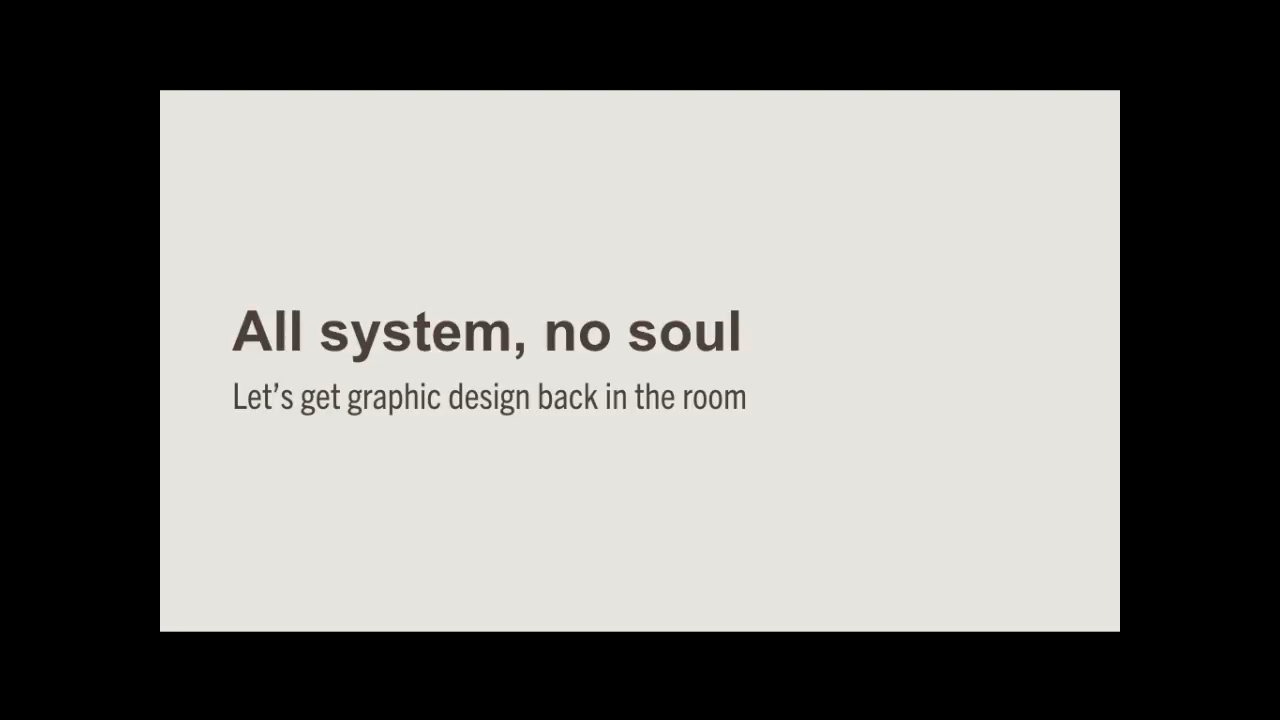 All system, no soul
Let’s get graphic design back in the room